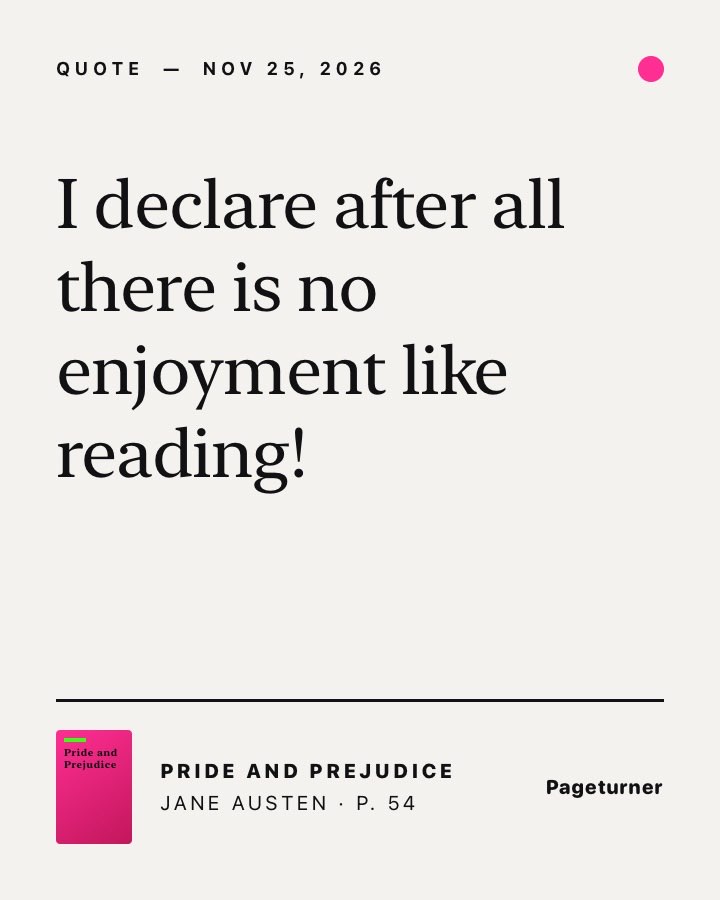 QUOTE — NOV 25, 2026
I declare after all
there is no
enjoyment like
reading!
Pride and
Prejudice
PRIDE AND PREJUDICE
JANE AUSTEN · P. 54
Pageturner